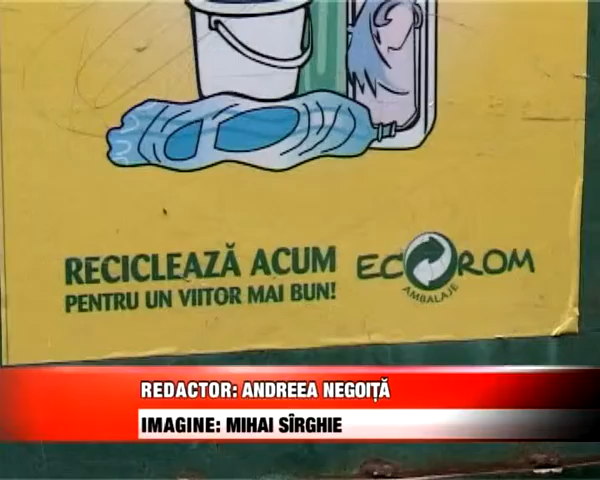 RECICLEAZĂ ACUM
PENTRU UN VIITOR MAI BUN!
ECOROM
AMBALAJE
REDACTOR: ANDREEA NEGOIȚĂ
IMAGINE: MIHAI SÎRGHIE